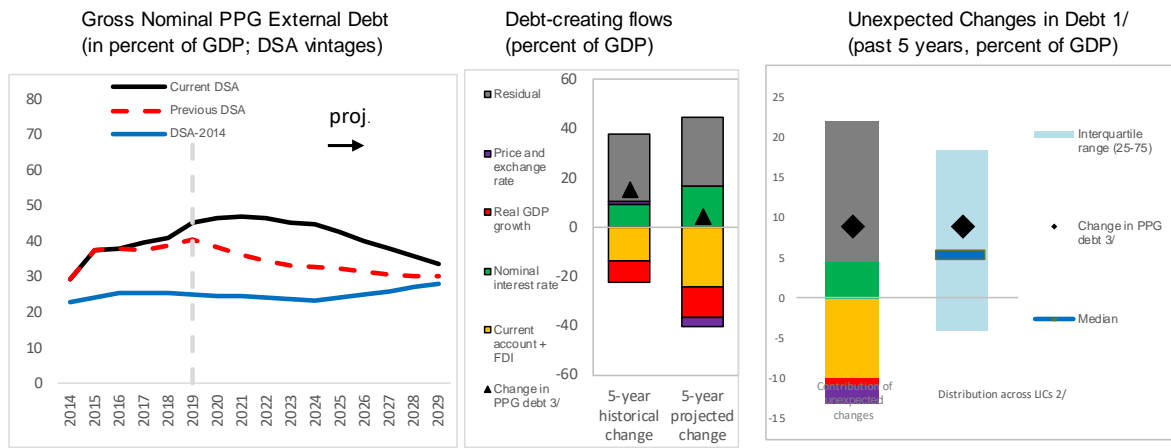 Gross Nominal PPG External Debt
(in percent of GDP; DSA vintages)
Current DSA
Previous DSA
DSA-2014
proj.
80
70
60
50
40
30
20
10
0
2014
2015
2016
2017
2018
2019
2020
2021
2022
2023
2024
2025
2026
2027
2028
2029
Debt-creating flows
(percent of GDP)
Residual
Price and
exchange rate
Real GDP
growth
Nominal
interest rate
Current
account +
FDI
Change in
PPG debt 3/
60
40
20
0
-20
-40
-60
5-year
historical
change
5-year
projected
change
Unexpected Changes in Debt 1/
(past 5 years, percent of GDP)
25
20
15
10
5
0
-5
-10
-15
Contribution of
unexpected
changes
Distribution across LICs 2/
Interquartile
range (25-75)
Change in PPG
debt 3/
Median